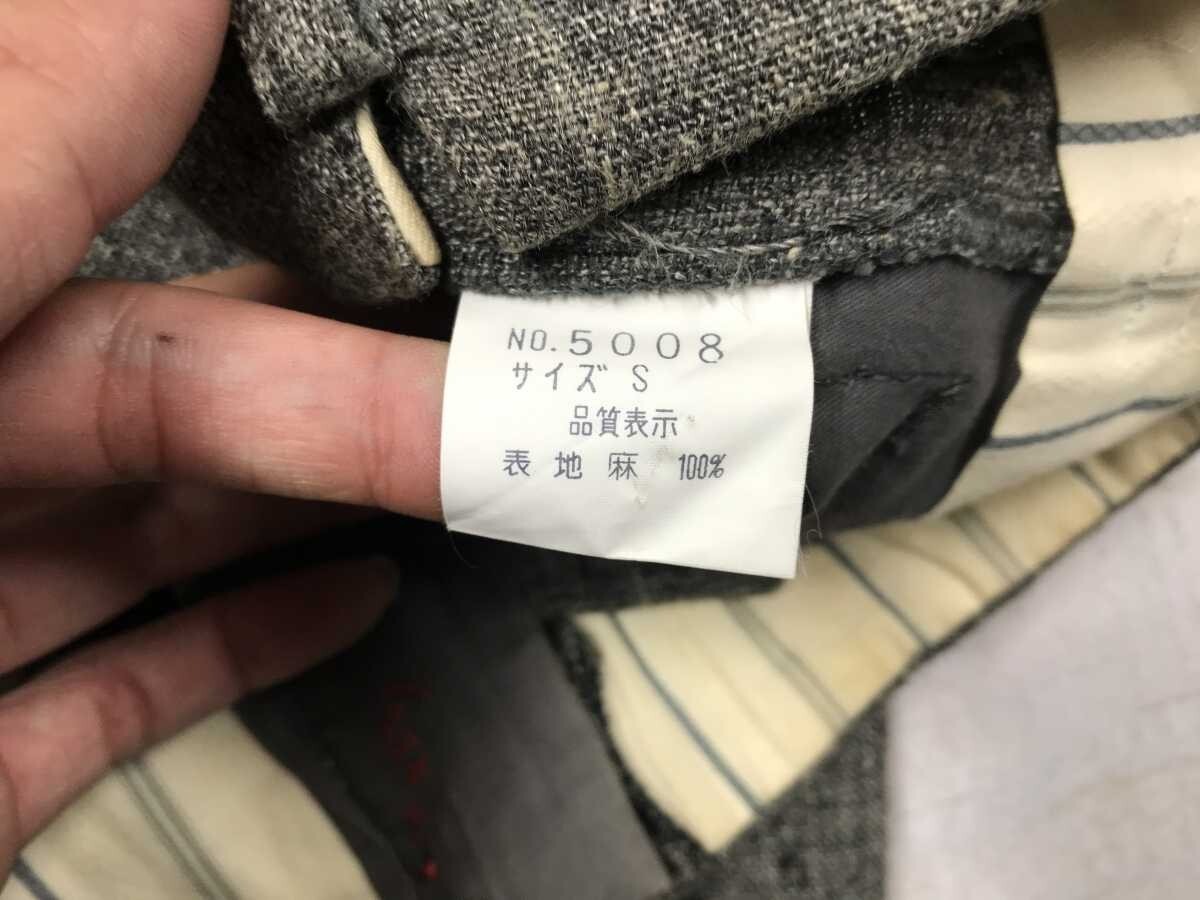 NO.5008
サイズ S
品質表示
表地 麻 100%